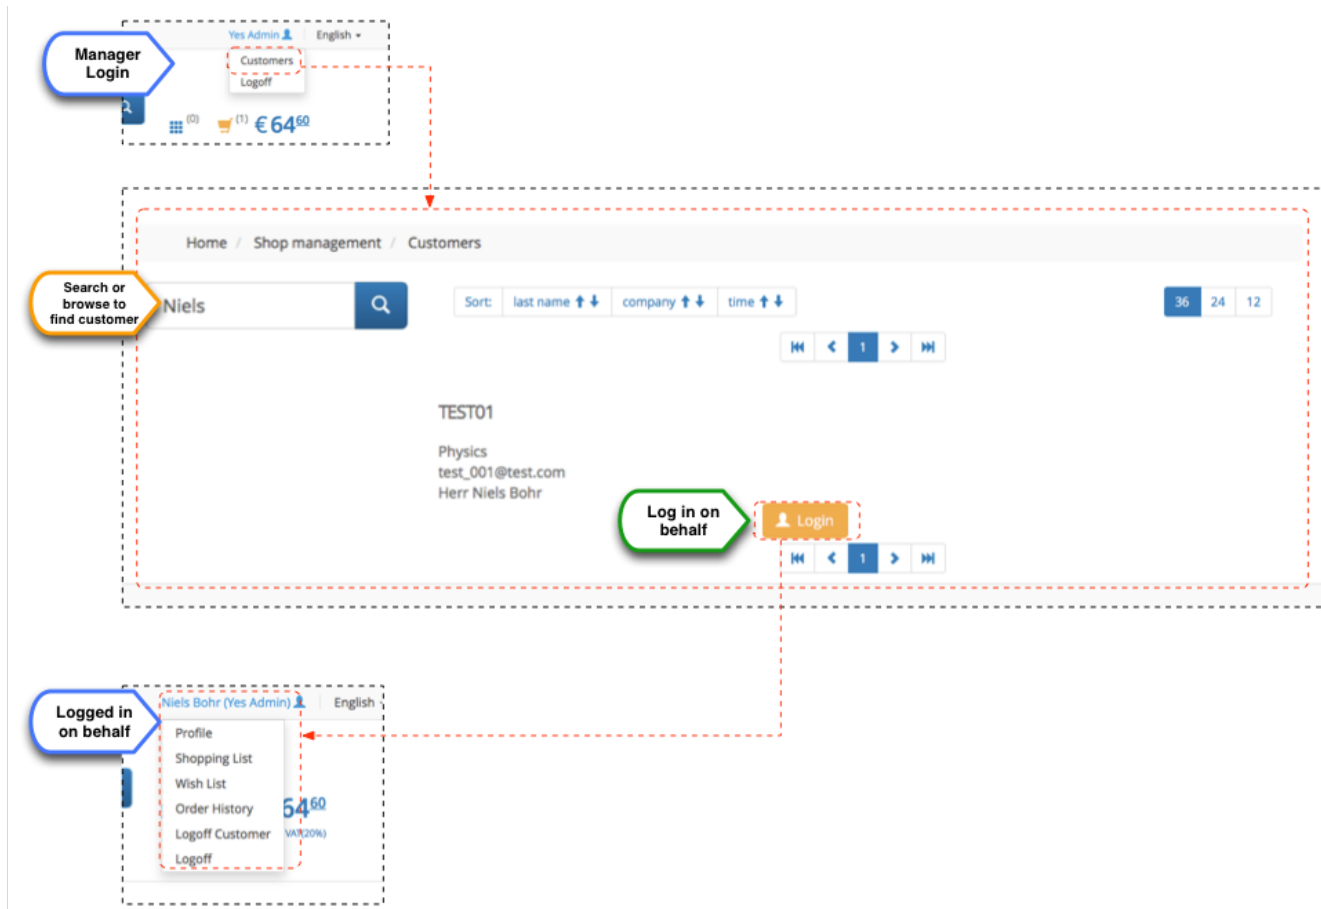 Yes Admin English
Manager
Login
Customers
Logoff
(0) (1) € 64 60
Home / Shop management / Customers
Search or
browse to
find customer
Niels
Sort: last name company time
36 24 12
1
TEST01
Physics
test_001@test.com
Herr Niels Bohr
Log in on
behalf
Login
1
Niels Bohr (Yes Admin) English
Logged in
on behalf
Profile
Shopping List
Wish List
Order History
64 60
Logoff Customer
VAT(20%)
Logoff